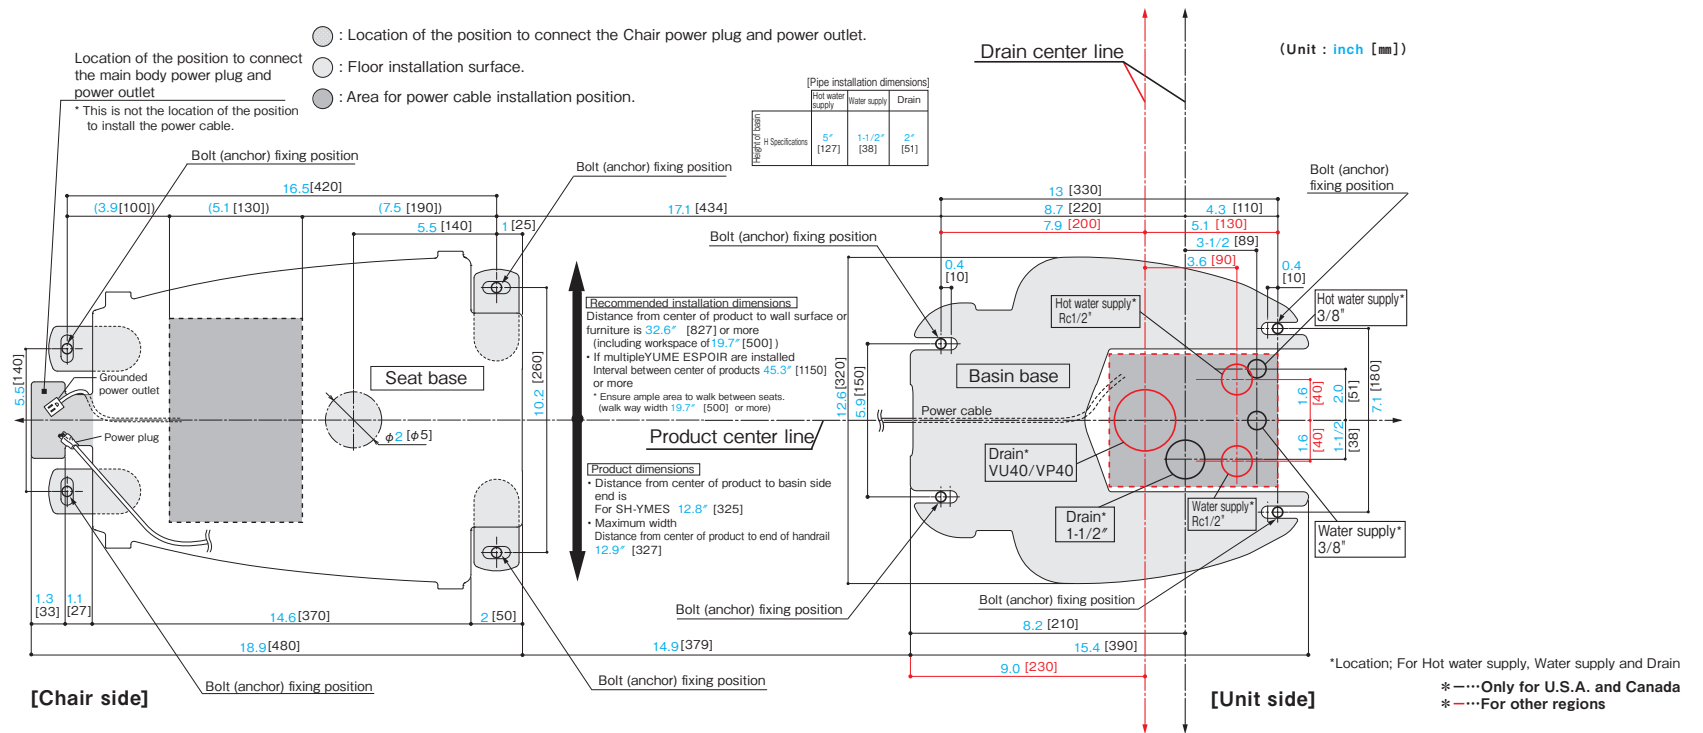 Location of the position to connect
the main body power plug and
power outlet
* This is not the location of the position
to install the power cable.
: Location of the position to connect the Chair power plug and power outlet.
: Floor installation surface.
: Area for power cable installation position.
[Pipe installation dimensions]
Hot water supply Water supply Drain
Height of basin H Specifications 5" 1-1/2" 2"
[127] [38] [51]
Drain center line
(Unit : inch [mm])
Bolt (anchor) fixing position
Bolt (anchor) fixing position
Bolt (anchor)
fixing position
16.5[420]
(3.9[100]) (5.1 [130]) (7.5 [190])
5.5 [140] 1 [25]
17.1 [434]
13 [330]
8.7 [220] 4.3 [110]
7.9 [200] 5.1 [130]
3-1/2 [89]
3.6 [90]
Bolt (anchor) fixing position
0.4
[10]
0.4
[10]
Hot water supply*
Rc1/2"
Hot water supply*
3/8"
Recommended installation dimensions
Distance from center of product to wall surface or
furniture is 32.6" [827] or more
(including workspace of 19.7" [500] )
• If multipleYUME ESPOIR are installed
Interval between center of products 45.3" [1150]
or more
* Ensure ample area to walk between seats.
(walk way width 19.7" [500] or more)
5.5 [140]
Grounded
power outlet
Seat base
10.2 [260]
Power plug
φ2 [φ5]
Product center line
12.6 [320]
5.9 [150]
Basin base
Power cable
1.6
[40]
2.0
[51]
7.1 [180]
1.6
[40]
1-1/2
[38]
Drain*
VU40/VP40
Drain*
1-1/2"
Water supply*
Rc1/2"
Water supply*
3/8"
Product dimensions
• Distance from center of product to basin side
end is
For SH-YMES 12.8" [325]
• Maximum width
Distance from center of product to end of handrail
12.9" [327]
1.3
[33]
1.1
[27]
14.6[370] 2 [50]
18.9[480]
14.9[379]
Bolt (anchor) fixing position
Bolt (anchor) fixing position
8.2 [210]
15.4 [390]
9.0 [230]
Bolt (anchor) fixing position
Bolt (anchor) fixing position
[Chair side]
[Unit side]
*Location; For Hot water supply, Water supply and Drain
*—···Only for U.S.A. and Canada
*—···For other regions